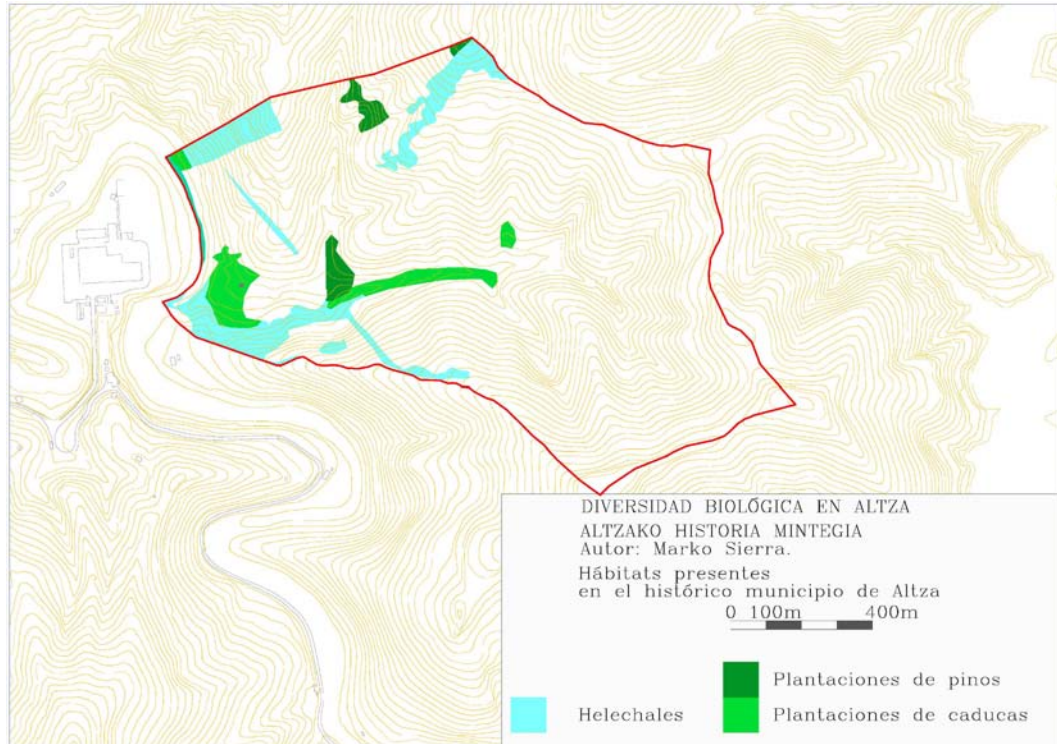 DIVERSIDAD BIOLÓGICA EN ALTZA
ALTZAKO HISTORIA MINTEGIA
Autor: Marko Sierra.
Hábitats presentes
en el histórico municipio de Altza
0 100m 400m
Plantaciones de pinos
Helechales
Plantaciones de caducas